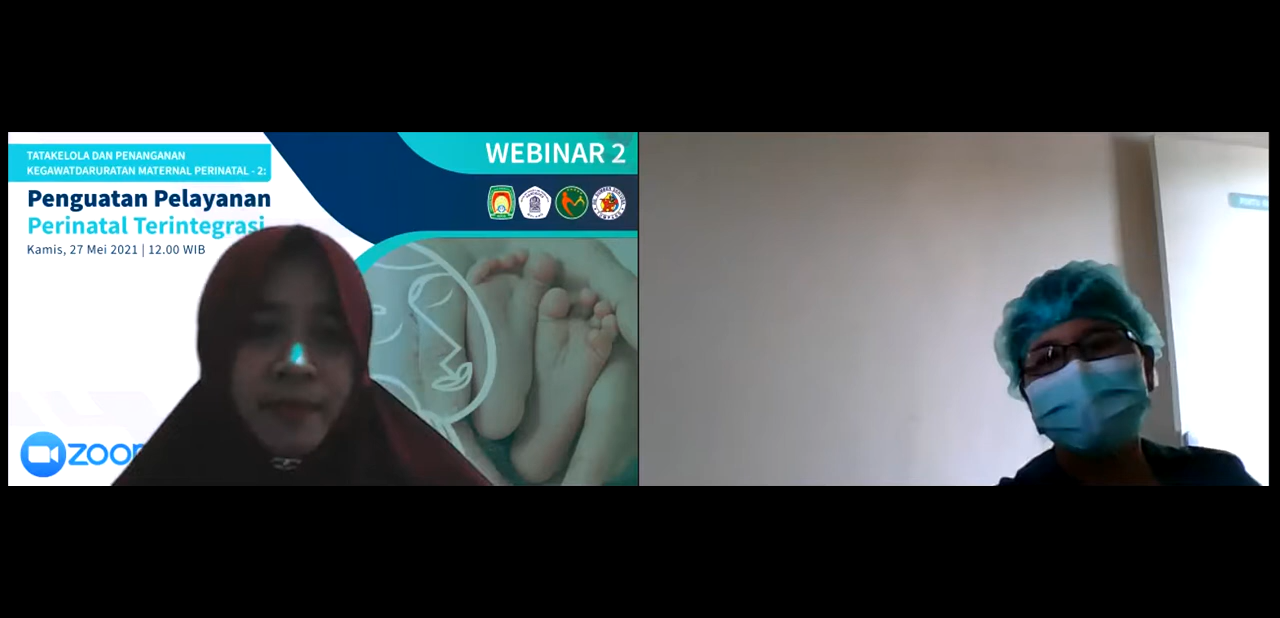 TATAKELOLA DAN PENANGANAN
KEGAWATDARURATAN MATERNAL PERINATAL - 2:
Penguatan Pelayanan
Perinatal Terintegrasi
Kamis, 27 Mei 2021 | 12.00 WIB
WEBINAR 2
zoom